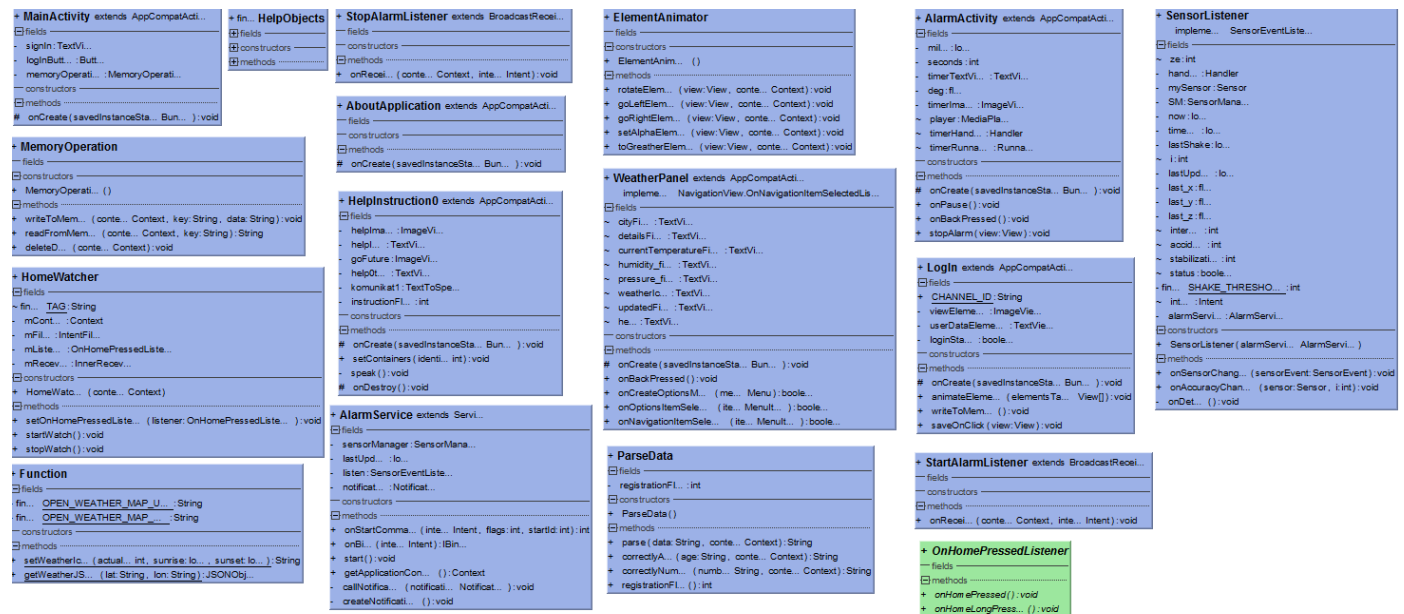 + MainActivity extends AppCompatActi...
fields
- signIn: TextVi...
- logInButt... : Butt...
- memoryOperati... : MemoryOperati...
constructors
methods
# onCreate (savedInstanceSta... Bun... ): void
+ fin... HelpObjects
fields
constructors
methods
+ StopAlarmListener extends BroadcastRecei...
fields
constructors
methods
+ onRecei... (conte... Context, inte... Intent): void
+ AboutApplication extends AppCompatActi...
fields
constructors
methods
# onCreate (savedInstanceSta... Bun... ): void
+ MemoryOperation
fields
constructors
+ MemoryOperati... ()
methods
+ writeToMem... (conte... Context, key: String, data: String): void
+ readFromMem... (conte... Context, key: String): String
+ deleteD... (conte... Context): void
+ HelpInstruction0 extends AppCompatActi...
fields
- helpIma... : ImageVi...
- helpI... : TextVi...
- goFuture: ImageVi...
- help0t... : TextVi...
- komunikat1: TextToSpe...
- instructionFl... : int
constructors
methods
# onCreate (savedInstanceSta... Bun... ): void
+ setContainers (identi... int): void
- speak (): void
# onDestroy (): void
+ HomeWatcher
fields
~ fin... TAG: String
- mCont... : Context
- mFil... : IntentFil...
- mListe... : OnHomePressedListe...
- mRecev... : InnerRecev...
constructors
+ HomeWatc... (conte... Context)
methods
+ setOnHomePressedListe... (listener: OnHomePressedListe... ): void
+ startWatch (): void
+ stopWatch (): void
+ Function
fields
- fin... OPEN_WEATHER_MAP_U... : String
- fin... OPEN_WEATHER_MAP_... : String
constructors
methods
+ setWeatherIc... (actual... int, sunrise: lo... , sunset: lo... ): String
+ getWeatherJS... (lat: String, lon: String): JSONObj...
+ AlarmService extends Servi...
fields
- sensorManager: SensorMana...
- lastUpd... : lo...
- listen: SensorEventListe...
- notificat... : Notificat...
constructors
methods
+ onStartComma... (inte... Intent, flags: int, startId: int): int
+ onBi... (inte... Intent): IBin...
+ start (): void
+ getApplicationCon... (): Context
- callNotifica... (notificati... Notificat... ): void
- createNotificati... (): void
+ ElementAnimator
fields
constructors
+ ElementAnim... ()
methods
+ rotateElem... (view: View, conte... Context): void
+ goLeftElem... (view: View, conte... Context): void
+ goRightElem... (view: View, conte... Context): void
+ setAlphaElem... (view: View, conte... Context): void
+ toGreatherElem... (view: View, conte... Context): void
+ WeatherPanel extends AppCompatActi...
impleme... NavigationView.OnNavigationItemSelectedLis...
fields
~ cityFi... : TextVi...
~ detailsFi... : TextVi...
~ currentTemperatureFi... : TextVi...
~ humidity_fi... : TextVi...
~ pressure_fi... : TextVi...
~ weatherIc... : TextVi...
~ updatedFi... : TextVi...
~ he... : TextVi...
constructors
methods
# onCreate (savedInstanceSta... Bun... ): void
+ onBackPressed (): void
+ onCreateOptionsM... (me... Menu): boole...
+ onOptionsItemSele... (ite... MenuIt... ): boole...
+ onNavigationItemSele... (ite... MenuIt... ): boole...
+ ParseData
fields
- registrationFl... : int
constructors
+ ParseData ()
methods
+ parse (data: String, conte... Context): String
+ correctlyA... (age: String, conte... Context): String
+ correctlyNum... (numb... String, conte... Context): String
+ registrationFl... (): int
+ AlarmActivity extends AppCompatActi...
fields
- mil... : lo...
- seconds: int
- timerTextVi... : TextVi...
- deg: fl...
- timerIma... : ImageVi...
~ player: MediaPla...
~ timerHand... : Handler
~ timerRunna... : Runna...
constructors
methods
# onCreate (savedInstanceSta... Bun... ): void
+ onPause (): void
+ onBackPressed (): void
+ stopAlarm (view: View): void
+ LogIn extends AppCompatActi...
fields
+ CHANNEL_ID: String
- viewEleme... : ImageVie...
- userDataEleme... : TextVie...
- loginSta... : boole...
constructors
methods
# onCreate (savedInstanceSta... Bun... ): void
+ animateEleme... (elementsTa... View[]): void
+ writeToMem... (): void
+ saveOnClick (view: View): void
+ StartAlarmListener extends BroadcastRecei...
fields
constructors
methods
+ onRecei... (conte... Context, inte... Intent): void
+ OnHomePressedListener
fields
methods
+ onHomePressed (): void
+ onHomeLongPress... (): void
+ SensorListener
impleme... SensorEventListe...
fields
~ ze: int
- hand... : Handler
- mySensor: Sensor
- SM: SensorMana...
- now: lo...
- time... : lo...
- lastShake: lo...
~ i: int
- lastUpd... : lo...
- last_x: fl...
- last_y: fl...
- last_z: fl...
~ inter... : int
~ accid... : int
~ stabilizati... : int
~ status: boole...
- fin... SHAKE_THRESHO... : int
~ int... : Intent
- alarmServi... : AlarmServi...
constructors
+ SensorListener (alarmServi... AlarmServi... )
methods
+ onSensorChang... (sensorEvent: SensorEvent): void
+ onAccuracyChan... (sensor: Sensor, i: int): void
- onDet... (): void